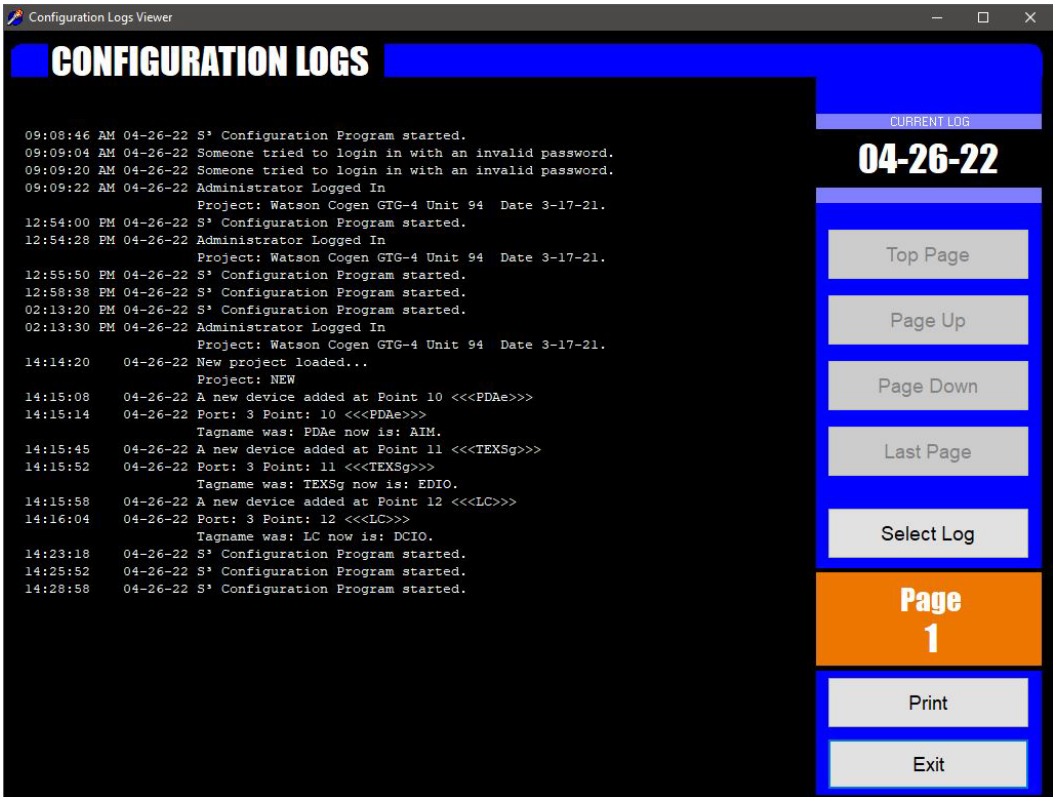 Configuration Logs Viewer
CONFIGURATION LOGS
09:08:46 AM 04-26-22 S³ Configuration Program started.
09:09:04 AM 04-26-22 Someone tried to login in with an invalid password.
09:09:20 AM 04-26-22 Someone tried to login in with an invalid password.
09:09:22 AM 04-26-22 Administrator Logged In
Project: Watson Cogen GTG-4 Unit 94 Date 3-17-21.
12:54:00 PM 04-26-22 S³ Configuration Program started.
12:54:28 PM 04-26-22 Administrator Logged In
Project: Watson Cogen GTG-4 Unit 94 Date 3-17-21.
12:55:50 PM 04-26-22 S³ Configuration Program started.
12:58:38 PM 04-26-22 S³ Configuration Program started.
02:13:20 PM 04-26-22 S³ Configuration Program started.
02:13:30 PM 04-26-22 Administrator Logged In
Project: Watson Cogen GTG-4 Unit 94 Date 3-17-21.
14:14:20 04-26-22 New project loaded...
Project: NEW
14:15:08 04-26-22 A new device added at Point 10 <<<PDAe>>>
14:15:14 04-26-22 Port: 3 Point: 10 <<<PDAe>>>
Tagname was: PDAe now is: AIM.
14:15:45 04-26-22 A new device added at Point 11 <<<TEXSg>>>
14:15:52 04-26-22 Port: 3 Point: 11 <<<TEXSg>>>
Tagname was: TEXSg now is: EDIO.
14:15:58 04-26-22 A new device added at Point 12 <<<LC>>>
14:16:04 04-26-22 Port: 3 Point: 12 <<<LC>>>
Tagname was: LC now is: DCIO.
14:23:18 04-26-22 S³ Configuration Program started.
14:25:52 04-26-22 S³ Configuration Program started.
14:28:58 04-26-22 S³ Configuration Program started.
CURRENT LOG
04-26-22
Top Page
Page Up
Page Down
Last Page
Select Log
Page
1
Print
Exit